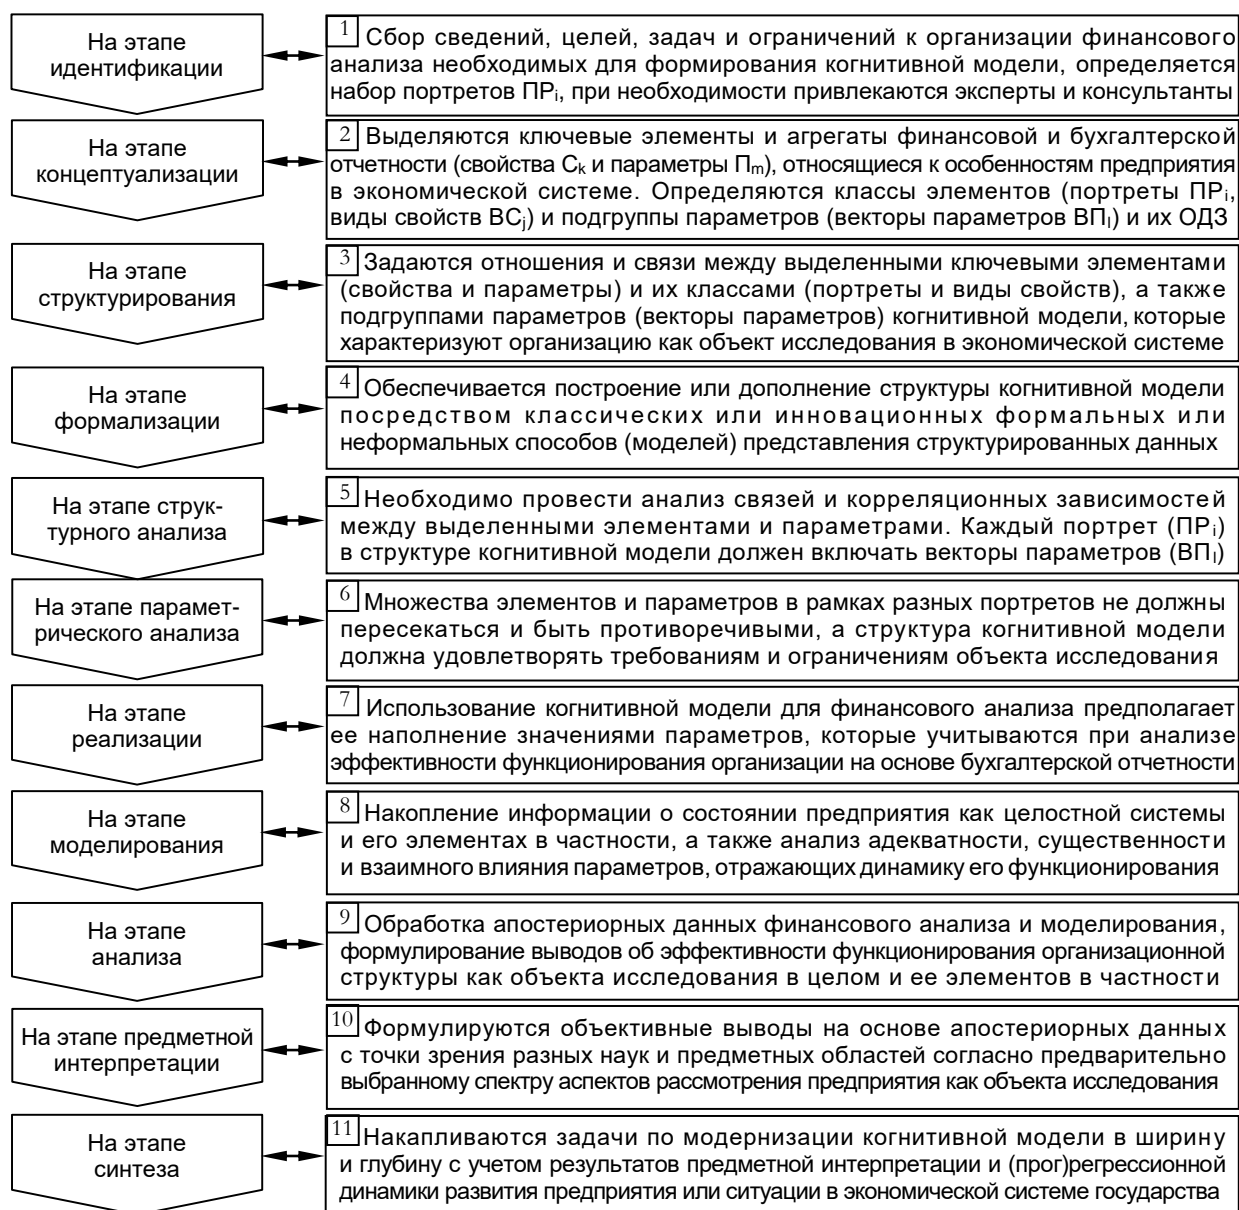 На этапе
идентификации
1 Сбор сведений, целей, задач и ограничений к организации финансового
анализа необходимых для формирования когнитивной модели, определяется
набор портретов ПРi, при необходимости привлекаются эксперты и консультанты
На этапе
концептуализации
2 Выделяются ключевые элементы и агрегаты финансовой и бухгалтерской
отчетности (свойства Сk и параметры Пm), относящиеся к особенностям предприятия
в экономической системе. Определяются классы элементов (портреты ПРi,
виды свойств ВСj) и подгруппы параметров (векторы параметров ВПl) и их ОДЗ
На этапе
структурирования
3 Задаются отношения и связи между выделенными ключевыми элементами
(свойства и параметры) и их классами (портреты и виды свойств), а также
подгруппами параметров (векторы параметров) когнитивной модели, которые
характеризуют организацию как объект исследования в экономической системе
На этапе
формализации
4 Обеспечивается построение или дополнение структуры когнитивной модели
посредством классических или инновационных формальных или
неформальных способов (моделей) представления структурированных данных
На этапе струк-
турного анализа
5 Необходимо провести анализ связей и корреляционных зависимостей
между выделенными элементами и параметрами. Каждый портрет (ПРi)
в структуре когнитивной модели должен включать векторы параметров (ВПl)
На этапе парамет-
рического анализа
6 Множества элементов и параметров в рамках разных портретов не должны
пересекаться и быть противоречивыми, а структура когнитивной модели
должна удовлетворять требованиям и ограничениям объекта исследования
На этапе
реализации
7 Использование когнитивной модели для финансового анализа предполагает
ее наполнение значениями параметров, которые учитываются при анализе
эффективности функционирования организации на основе бухгалтерской отчетности
На этапе
моделирования
8 Накопление информации о состоянии предприятия как целостной системы
и его элементах в частности, а также анализ адекватности, существенности
и взаимного влияния параметров, отражающих динамику его функционирования
На этапе
анализа
9 Обработка апостериорных данных финансового анализа и моделирования,
формулирование выводов об эффективности функционирования организационной
структуры как объекта исследования в целом и ее элементов в частности
На этапе предметной
интерпретации
10 Формулируются объективные выводы на основе апостериорных данных
с точки зрения разных наук и предметных областей согласно предварительно
выбранному спектру аспектов рассмотрения предприятия как объекта исследования
На этапе
синтеза
11 Накапливаются задачи по модернизации когнитивной модели в ширину
и глубину с учетом результатов предметной интерпретации и (прог)регрессионной
динамики развития предприятия или ситуации в экономической системе государства